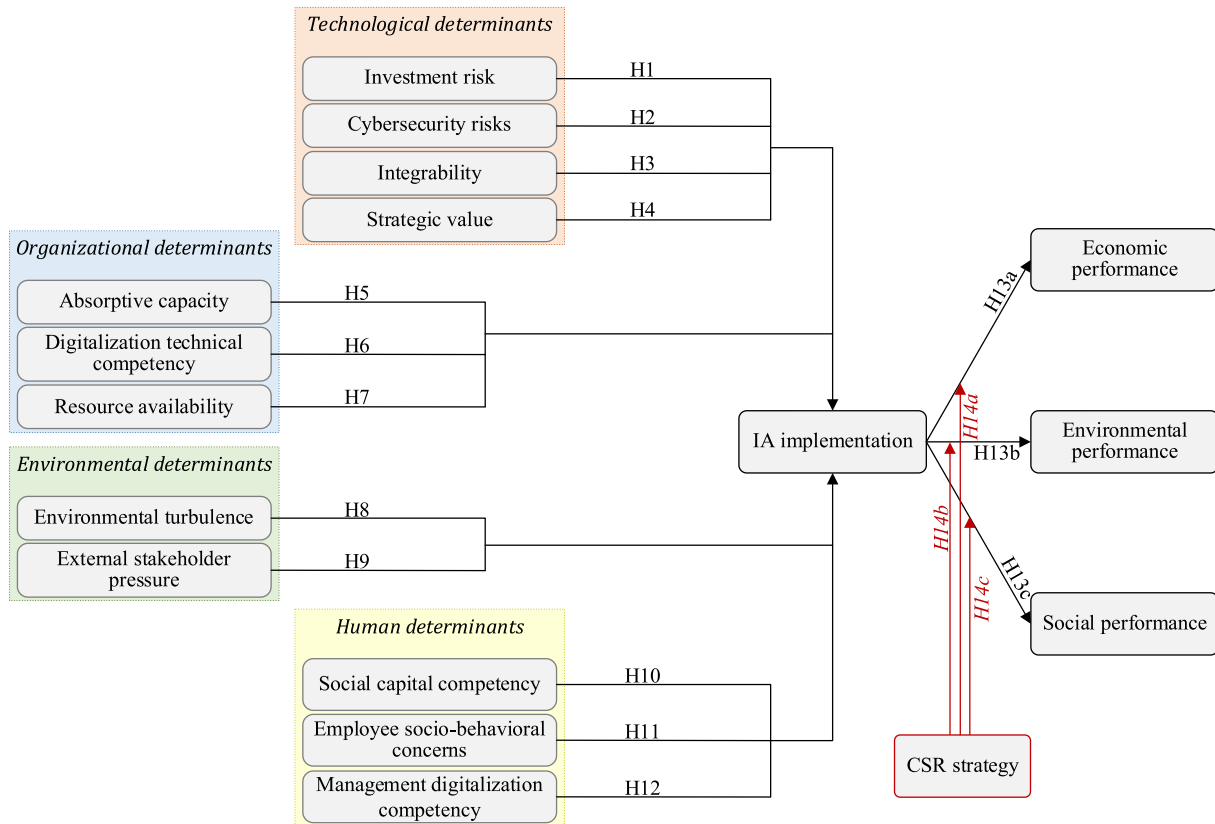 Technological determinants
Investment risk
H1
Cybersecurity risks
H2
Integrability
H3
Strategic value
H4
Organizational determinants
Absorptive capacity
H5
Digitalization technical
competency
H6
Resource availability
H7
Environmental determinants
Environmental turbulence
H8
External stakeholder
pressure
H9
Human determinants
Social capital competency
H10
Employee socio-behavioral
concerns
H11
Management digitalization
competency
H12
IA implementation
H13a
H13b
H13c
H14a
H14b
H14c
Economic
performance
Environmental
performance
Social performance
CSR strategy